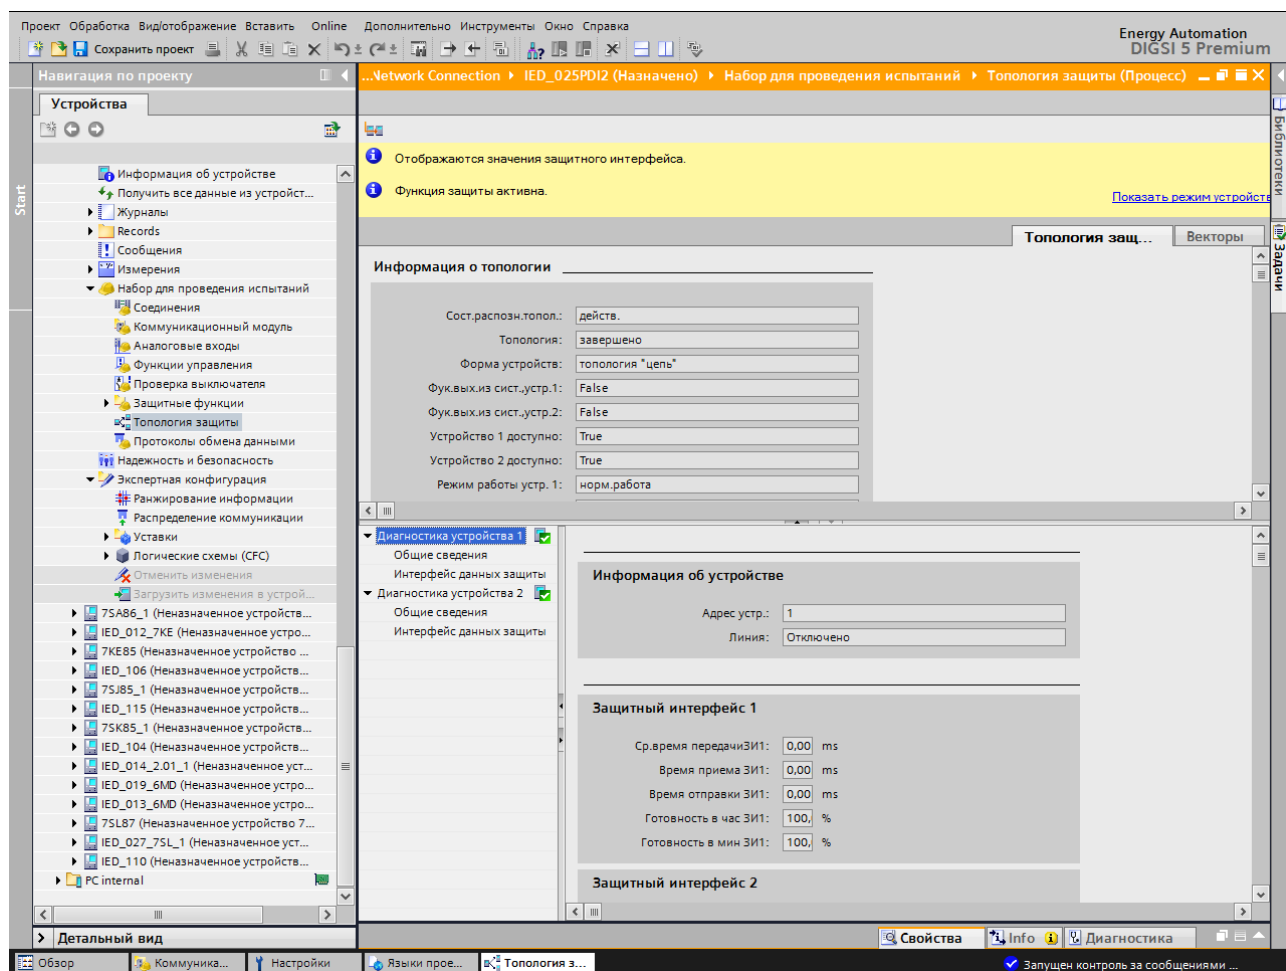 Проект Обработка Вид/отображение Вставить Online Дополнительно Инструменты Окно Справка
Energy Automation
DIGSI 5 Premium
Сохранить проект
Навигация по проекту
...Network Connection IED_025PDI2 (Назначено) Набор для проведения испытаний Топология защиты (Процесс)
Устройства
Start
Библиотеки
Задачи
Информация об устройстве
Получить все данные из устройст...
Журналы
Records
Сообщения
Измерения
Набор для проведения испытаний
Соединения
Коммуникационный модуль
Аналоговые входы
Функции управления
Проверка выключателя
Защитные функции
Топология защиты
Протоколы обмена данными
Надежность и безопасность
Экспертная конфигурация
Ранжирование информации
Распределение коммуникации
Уставки
Логические схемы (CFC)
Отменить изменения
Загрузить изменения в устрой...
7SA86_1 (Неназначенное устройств...
IED_012_7KE (Неназначенное устро...
7KE85 (Неназначенное устройство ...
IED_106 (Неназначенное устройств...
7SJ85_1 (Неназначенное устройств...
IED_115 (Неназначенное устройств...
7SK85_1 (Неназначенное устройств...
IED_104 (Неназначенное устройств...
IED_014_2.01_1 (Неназначенное уст...
IED_019_6MD (Неназначенное устро...
IED_013_6MD (Неназначенное устро...
7SL87 (Неназначенное устройство 7...
IED_027_7SL_1 (Неназначенное уст...
IED_110 (Неназначенное устройств...
PC internal
Детальный вид
Отображаются значения защитного интерфейса.
Функция защиты активна.
Показать режим устройств
Топология защ...
Векторы
Информация о топологии
Сост.распозн.топол.: действ.
Топология: завершено
Форма устройств: топология "цепь"
Фук.вых.из сист.,устр.1: False
Фук.вых.из сист.,устр.2: False
Устройство 1 доступно: True
Устройство 2 доступно: True
Режим работы устр. 1: норм.работа
Диагностика устройства 1
Общие сведения
Интерфейс данных защиты
Диагностика устройства 2
Общие сведения
Интерфейс данных защиты
Информация об устройстве
Адрес устр.: 1
Линия: Отключено
Защитный интерфейс 1
Ср.время передачиЗИ1: 0,00 ms
Время приема ЗИ1: 0,00 ms
Время отправки ЗИ1: 0,00 ms
Готовность в час ЗИ1: 100, %
Готовность в мин ЗИ1: 100, %
Защитный интерфейс 2
Свойства
Info
Диагностика
Обзор
Коммуника...
Настройки
Языки прое...
Топология з...
Запущен контроль за сообщениями ...